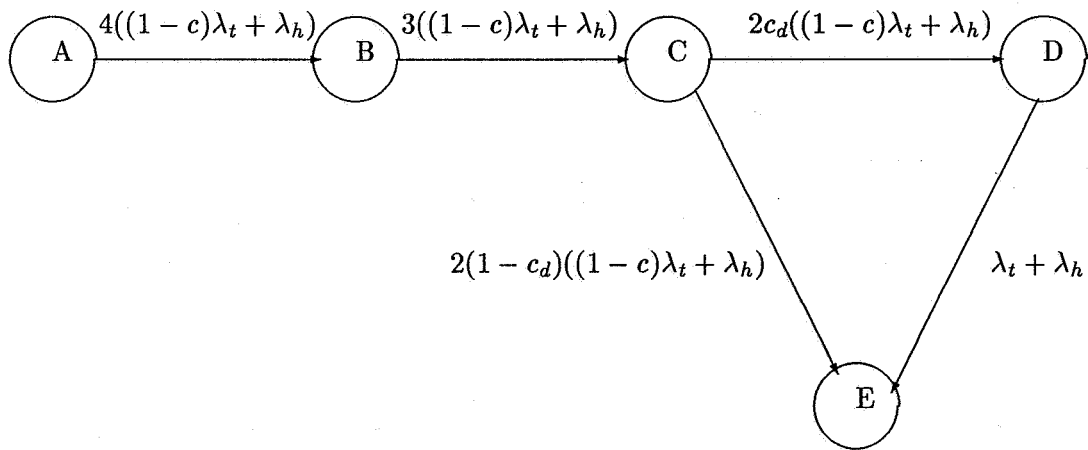 4((1 − c)λ_t + λ_h)
3((1 − c)λ_t + λ_h)
2c_d((1 − c)λ_t + λ_h)
A
B
C
D
2(1 − c_d)((1 − c)λ_t + λ_h)
λ_t + λ_h
E